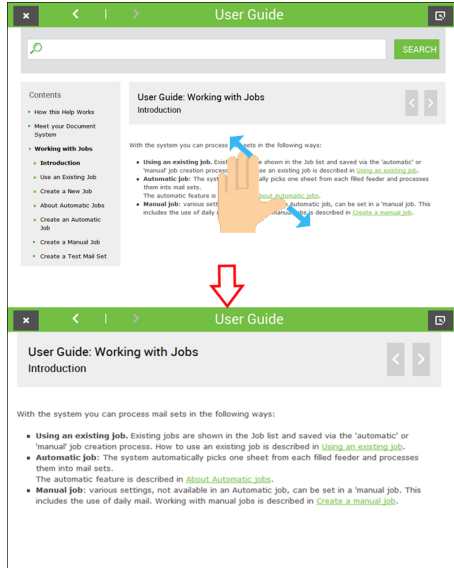 User Guide
SEARCH
Contents
How this Help Works
Meet your Document
System
Working with Jobs
Introduction
Use an Existing Job
Create a New Job
About Automatic Jobs
Create an Automatic
Job
Create a Manual Job
Create a Test Mail Set
User Guide: Working with Jobs
Introduction
With the system you can process sets in the following ways:
Using an existing job. Exist shown in the Job list and saved via the 'automatic' or
'manual' job creation process se an existing job is described in Using an existing job.
Automatic job: The syst ally picks one sheet from each filled feeder and processes
them into mail sets.
The automatic feature is bout Automatic jobs.
Manual job: various sett Automatic job, can be set in a 'manual job. This
includes the use of daily manual jobs is described in Create a manual job.
User Guide
User Guide: Working with Jobs
Introduction
With the system you can process mail sets in the following ways:
Using an existing job. Existing jobs are shown in the Job list and saved via the 'automatic' or
'manual' job creation process. How to use an existing job is described in Using an existing job.
Automatic job: The system automatically picks one sheet from each filled feeder and processes
them into mail sets.
The automatic feature is described in About Automatic jobs.
Manual job: various settings, not available in an Automatic job, can be set in a 'manual job. This
includes the use of daily mail. Working with manual jobs is described in Create a manual job.